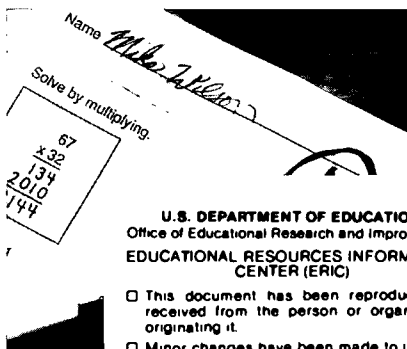 Name Mike Wilson
Solve by multiplying.
67
x 32
134
2010
144
U.S. DEPARTMENT OF EDUCATIO
Office of Educational Research and Impro
EDUCATIONAL RESOURCES INFORM
CENTER (ERIC)
□ This document has been reprodu
received from the person or organ
originating it.
□ Minor changes have been made to i